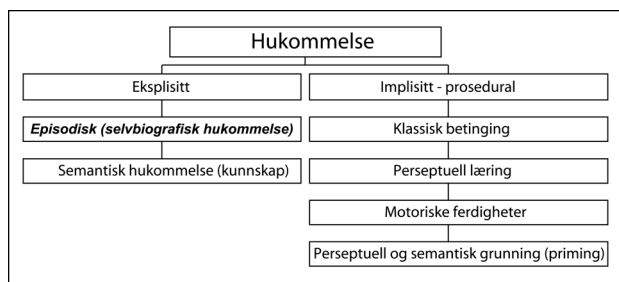 Hukommelse
Eksplisitt
Implisitt - prosedural
Episodisk (selvbiografisk hukommelse)
Klassisk betinging
Semantisk hukommelse (kunnskap)
Perseptuell læring
Motoriske ferdigheter
Perseptuell og semantisk grunning (priming)